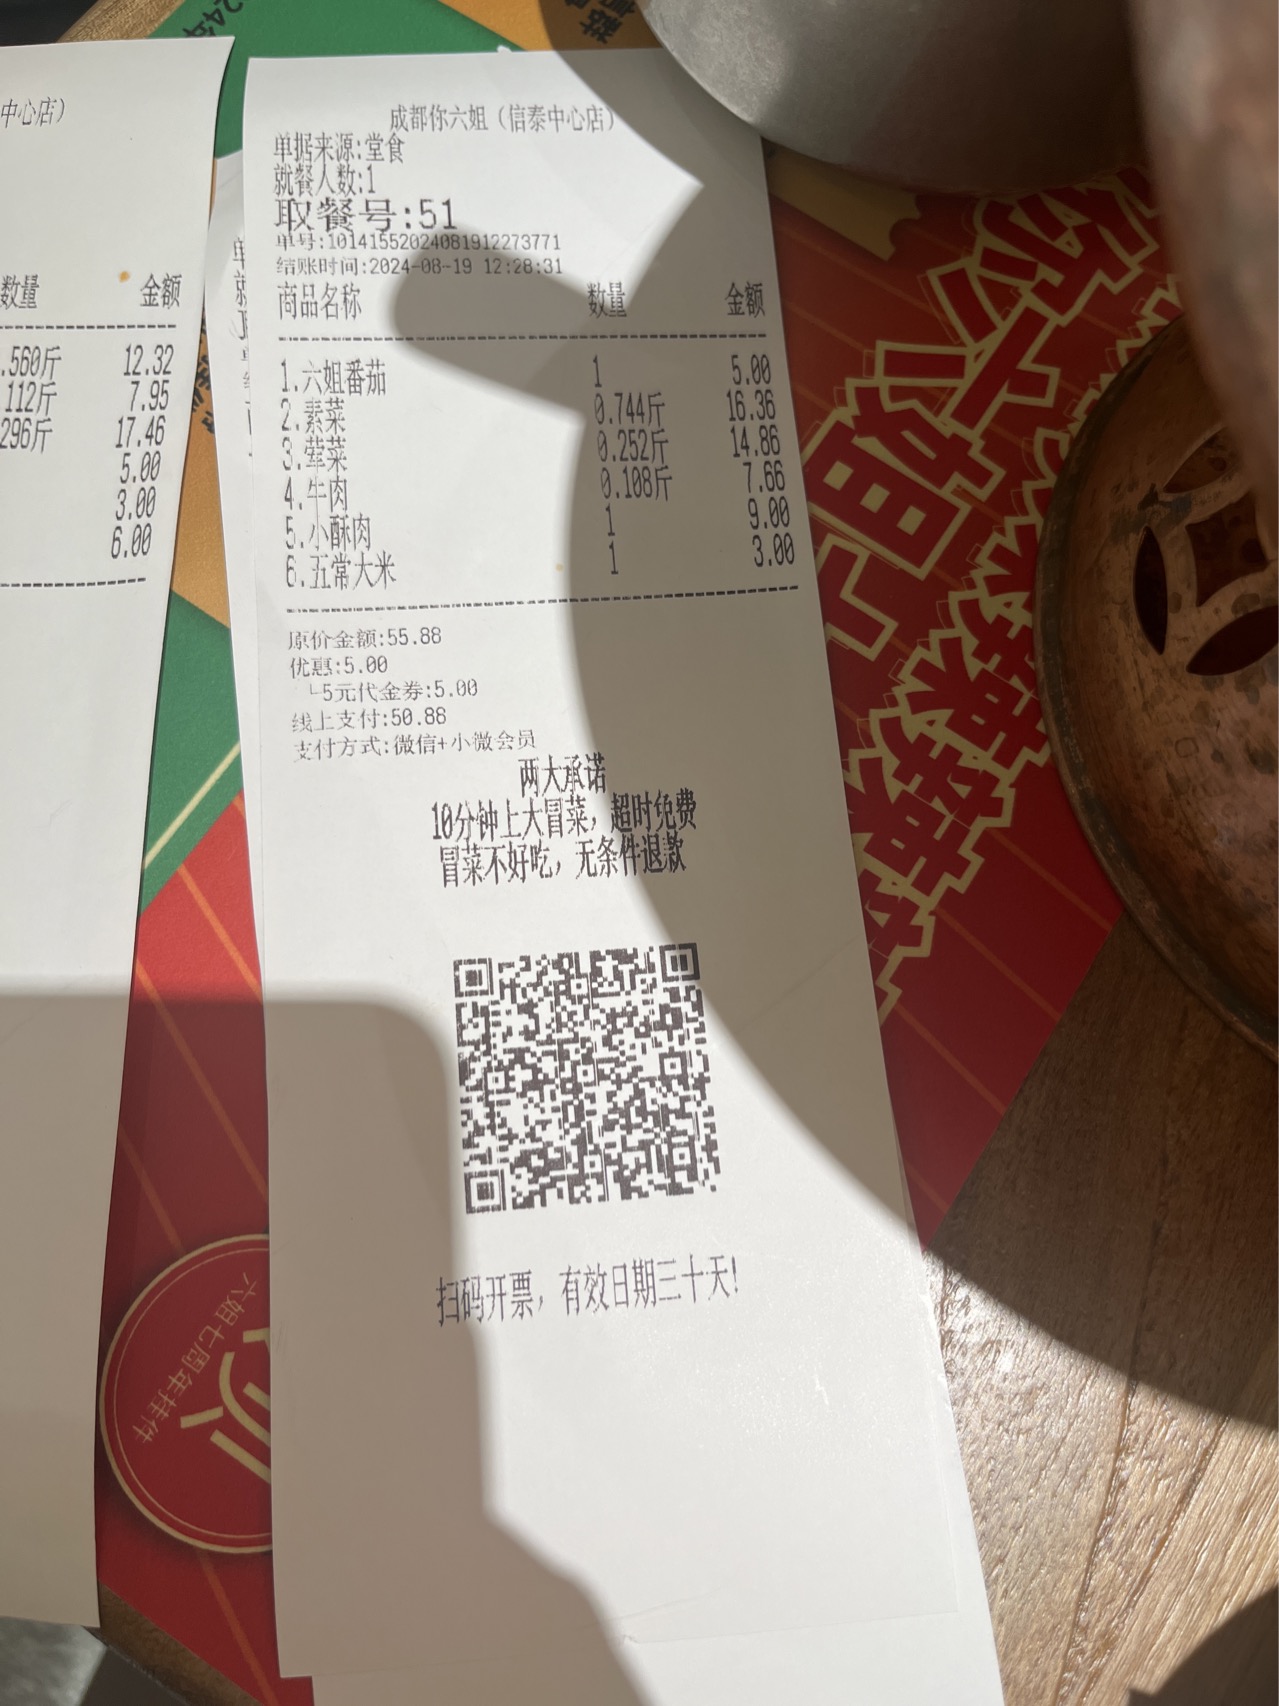 中心店)
数量 金额
.560斤 12.32
112斤 7.95
296斤 17.46
5.00
3.00
6.00
成都你六姐(信泰中心店)
单据来源:堂食
就餐人数:1
取餐号:51
单号:10141552024081912273771
结账时间:2024-08-19 12:28:31
商品名称 数量 金额
1.六姐番茄 1 5.00
2.素菜 0.744斤 16.36
3.荤菜 0.252斤 14.86
4.牛肉 0.108斤 7.66
5.小酥肉 1 9.00
6.五常大米 1 3.00
原价金额:55.88
优惠:5.00
└5元代金券:5.00
线上支付:50.88
支付方式:微信+小微会员
两大承诺
10分钟上大冒菜，超时免费
冒菜不好吃，无条件退款
扫码开票，有效日期三十天!
六姐七周年挂件
你六姐